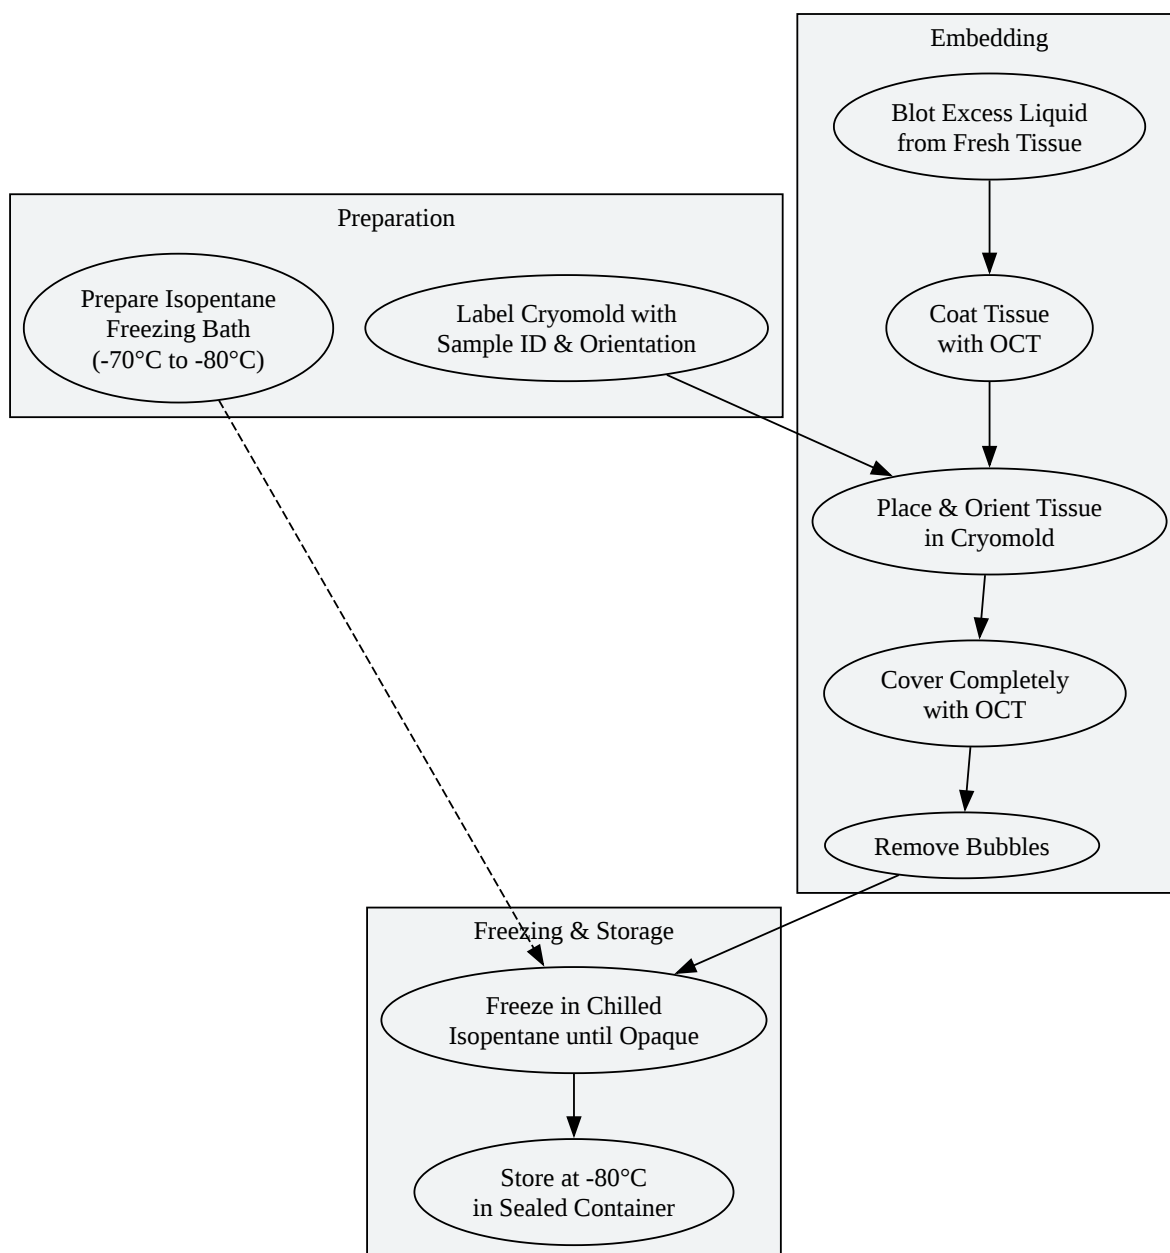 Embedding
Blot Excess Liquid
from Fresh Tissue
Preparation
Prepare Isopentane
Freezing Bath
(-70°C to -80°C)
Label Cryomold with
Sample ID & Orientation
Coat Tissue
with OCT
Place & Orient Tissue
in Cryomold
Cover Completely
with OCT
Remove Bubbles
Freezing & Storage
Freeze in Chilled
Isopentane until Opaque
Store at -80°C
in Sealed Container